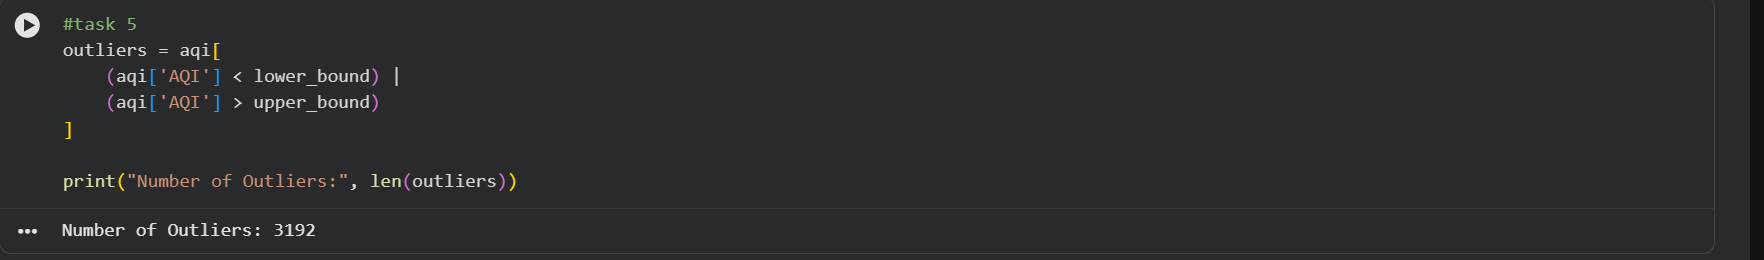 #task 5
outliers = aqi[
    (aqi['AQI'] < lower_bound) |
    (aqi['AQI'] > upper_bound)
]
print("Number of Outliers:", len(outliers))
Number of Outliers: 3192